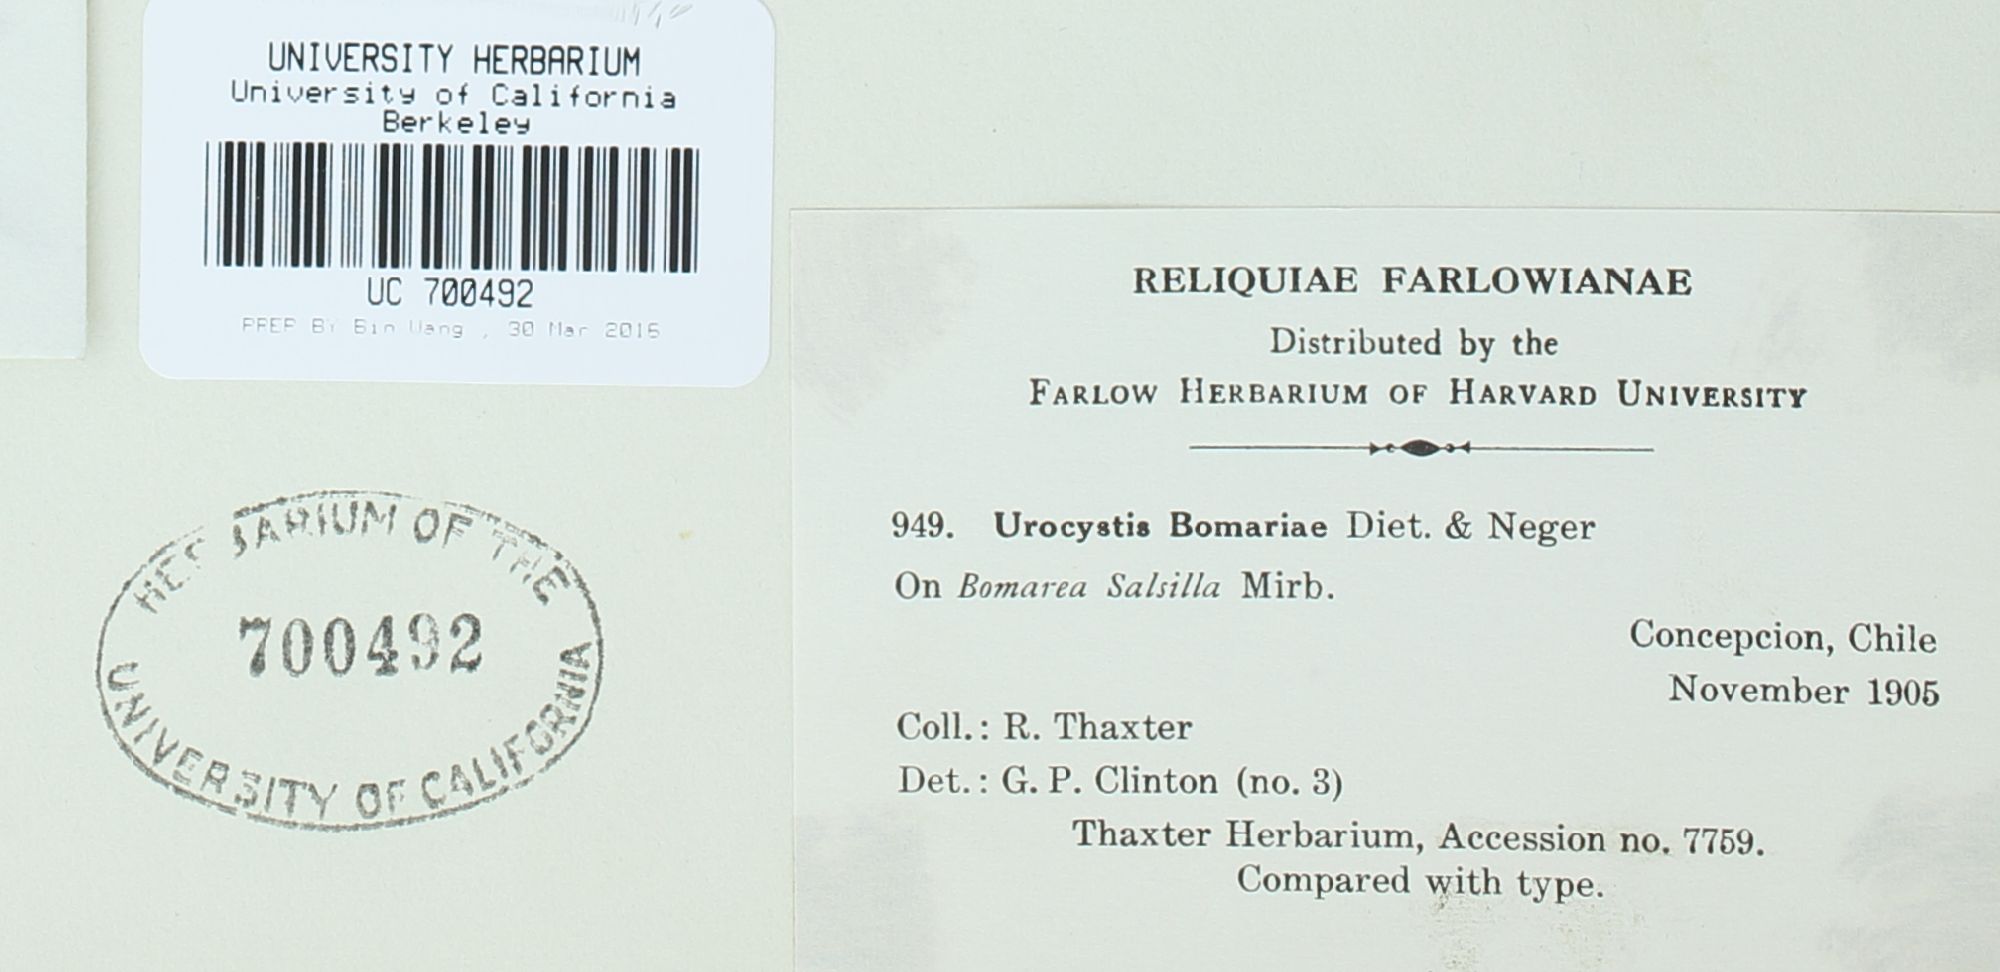 UNIVERSITY HERBARIUM
University of California
Berkeley
UC 700492
PREP BY Bin Wang , 30 Mar 2016
HERBARIUM OF THE
700492
UNIVERSITY OF CALIFORNIA
RELIQUIAE FARLOWIANAE
Distributed by the
FARLOW HERBARIUM OF HARVARD UNIVERSITY
949. Urocystis Bomariae Diet. & Neger
On Bomarea Salsilla Mirb.
Concepcion, Chile
November 1905
Coll.: R. Thaxter
Det.: G. P. Clinton (no. 3)
Thaxter Herbarium, Accession no. 7759.
Compared with type.